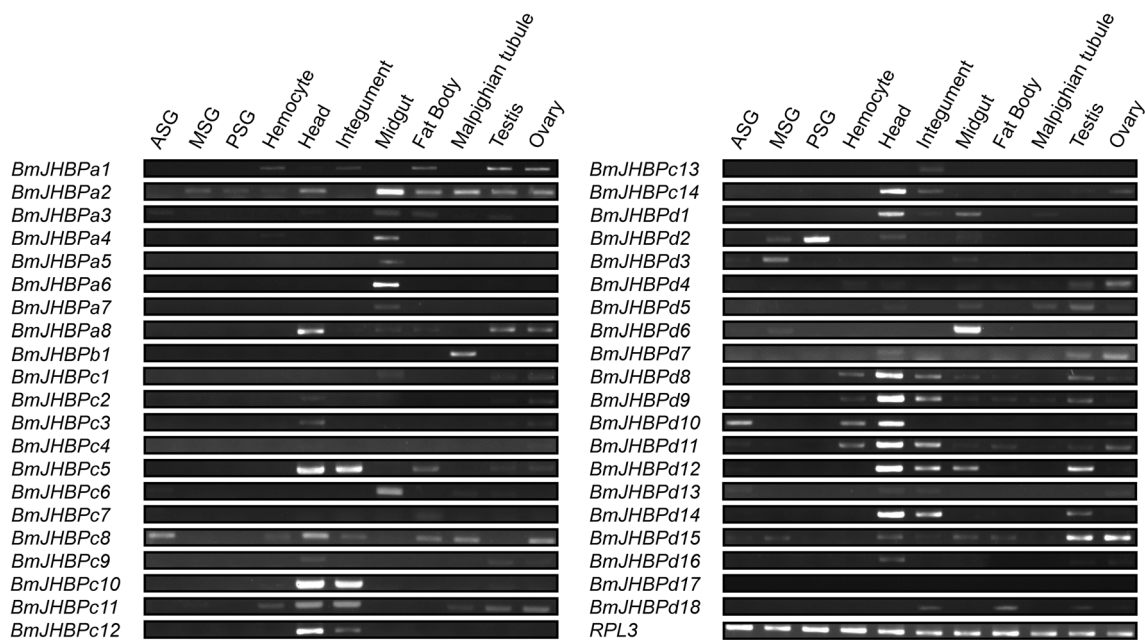 ASG MSG PSG Hemocyte Head Integument Midgut Fat Body Malpighian tubule Testis Ovary
BmJHBPa1
BmJHBPa2
BmJHBPa3
BmJHBPa4
BmJHBPa5
BmJHBPa6
BmJHBPa7
BmJHBPa8
BmJHBPb1
BmJHBPc1
BmJHBPc2
BmJHBPc3
BmJHBPc4
BmJHBPc5
BmJHBPc6
BmJHBPc7
BmJHBPc8
BmJHBPc9
BmJHBPc10
BmJHBPc11
BmJHBPc12
ASG MSG PSG Hemocyte Head Integument Midgut Fat Body Malpighian tubule Testis Ovary
BmJHBPc13
BmJHBPc14
BmJHBPd1
BmJHBPd2
BmJHBPd3
BmJHBPd4
BmJHBPd5
BmJHBPd6
BmJHBPd7
BmJHBPd8
BmJHBPd9
BmJHBPd10
BmJHBPd11
BmJHBPd12
BmJHBPd13
BmJHBPd14
BmJHBPd15
BmJHBPd16
BmJHBPd17
BmJHBPd18
RPL3